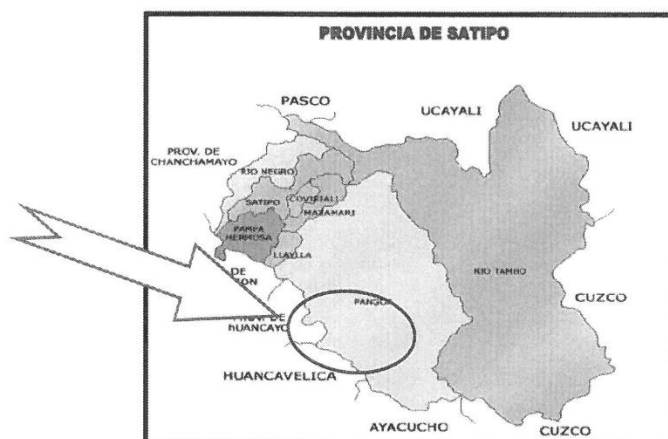 PROVINCIA DE SATIPO
PASCO
UCAYALI
UCAYALI
PROV. DE
CHANCHAMAYO
RIO NEGRO
SATIPO
COVIRIALI
MAZAMARI
PAMPA
HERMOSA
LLAYLLA
RIO TAMBO
DE
PANGOA
CUZCO
DE
HUANCAYO
HUANCAVELICA
AYACUCHO
CUZCO